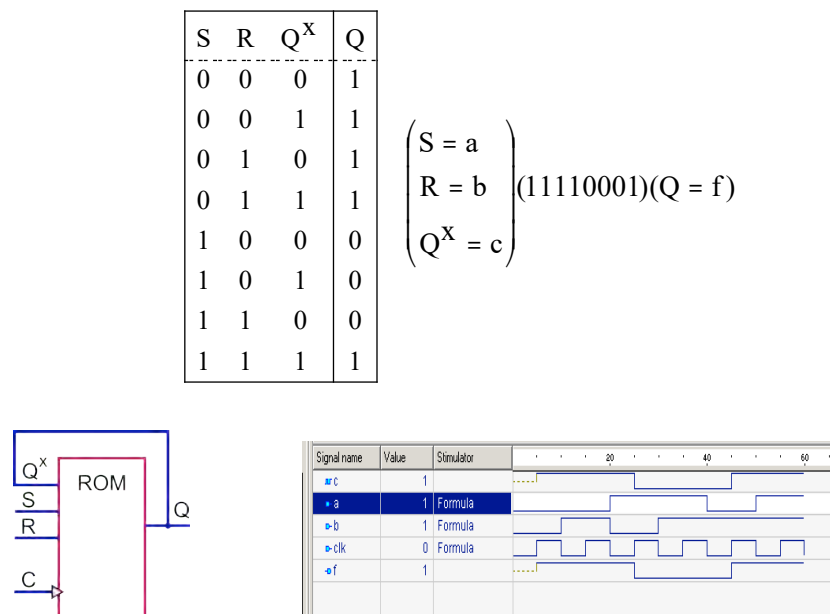 S R Q^X Q
0 0 0 1
0 0 1 1
0 1 0 1
0 1 1 1
1 0 0 0
1 0 1 0
1 1 0 0
1 1 1 1
S = a
R = b
Q^X = c
(11110001)(Q = f)
Q^X
S
R
C
ROM
Q
Signal name Value Stimulator 20 40 60
c 1
a 1 Formula
b 1 Formula
clk 0 Formula
f 1